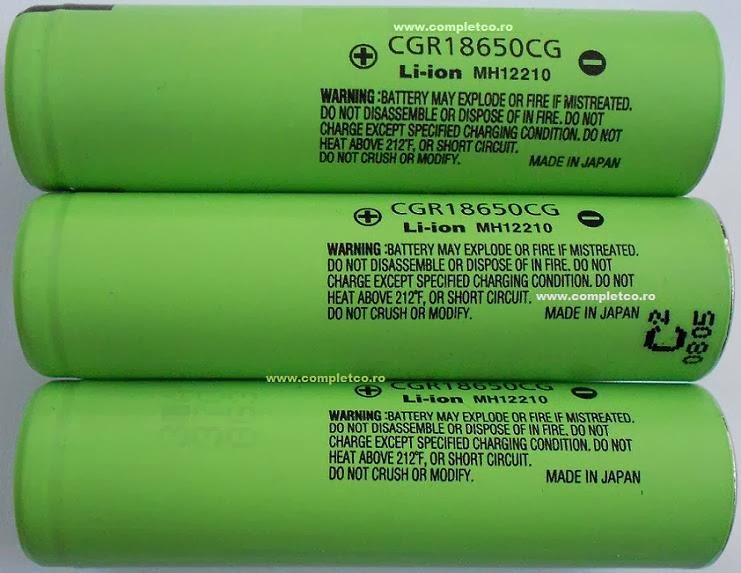 www.completco.ro
+ CGR18650CG -
Li-ion MH12210
WARNING:BATTERY MAY EXPLODE OR FIRE IF MISTREATED.
DO NOT DISASSEMBLE OR DISPOSE OF IN FIRE. DO NOT
CHARGE EXCEPT SPECIFIED CHARGING CONDITION. DO NOT
HEAT ABOVE 212°F, OR SHORT CIRCUIT.
DO NOT CRUSH OR MODIFY. MADE IN JAPAN
+ CGR18650CG -
Li-ion MH12210
WARNING:BATTERY MAY EXPLODE OR FIRE IF MISTREATED.
DO NOT DISASSEMBLE OR DISPOSE OF IN FIRE. DO NOT
CHARGE EXCEPT SPECIFIED CHARGING CONDITION. DO NOT
HEAT ABOVE 212°F, OR SHORT CIRCUIT. www.completco.ro
DO NOT CRUSH OR MODIFY. MADE IN JAPAN
C2
0805
www.completco.ro
+ CGR18650CG -
Li-ion MH12210
WARNING:BATTERY MAY EXPLODE OR FIRE IF MISTREATED.
DO NOT DISASSEMBLE OR DISPOSE OF IN FIRE. DO NOT
CHARGE EXCEPT SPECIFIED CHARGING CONDITION. DO NOT
HEAT ABOVE 212°F, OR SHORT CIRCUIT.
DO NOT CRUSH OR MODIFY. MADE IN JAPAN